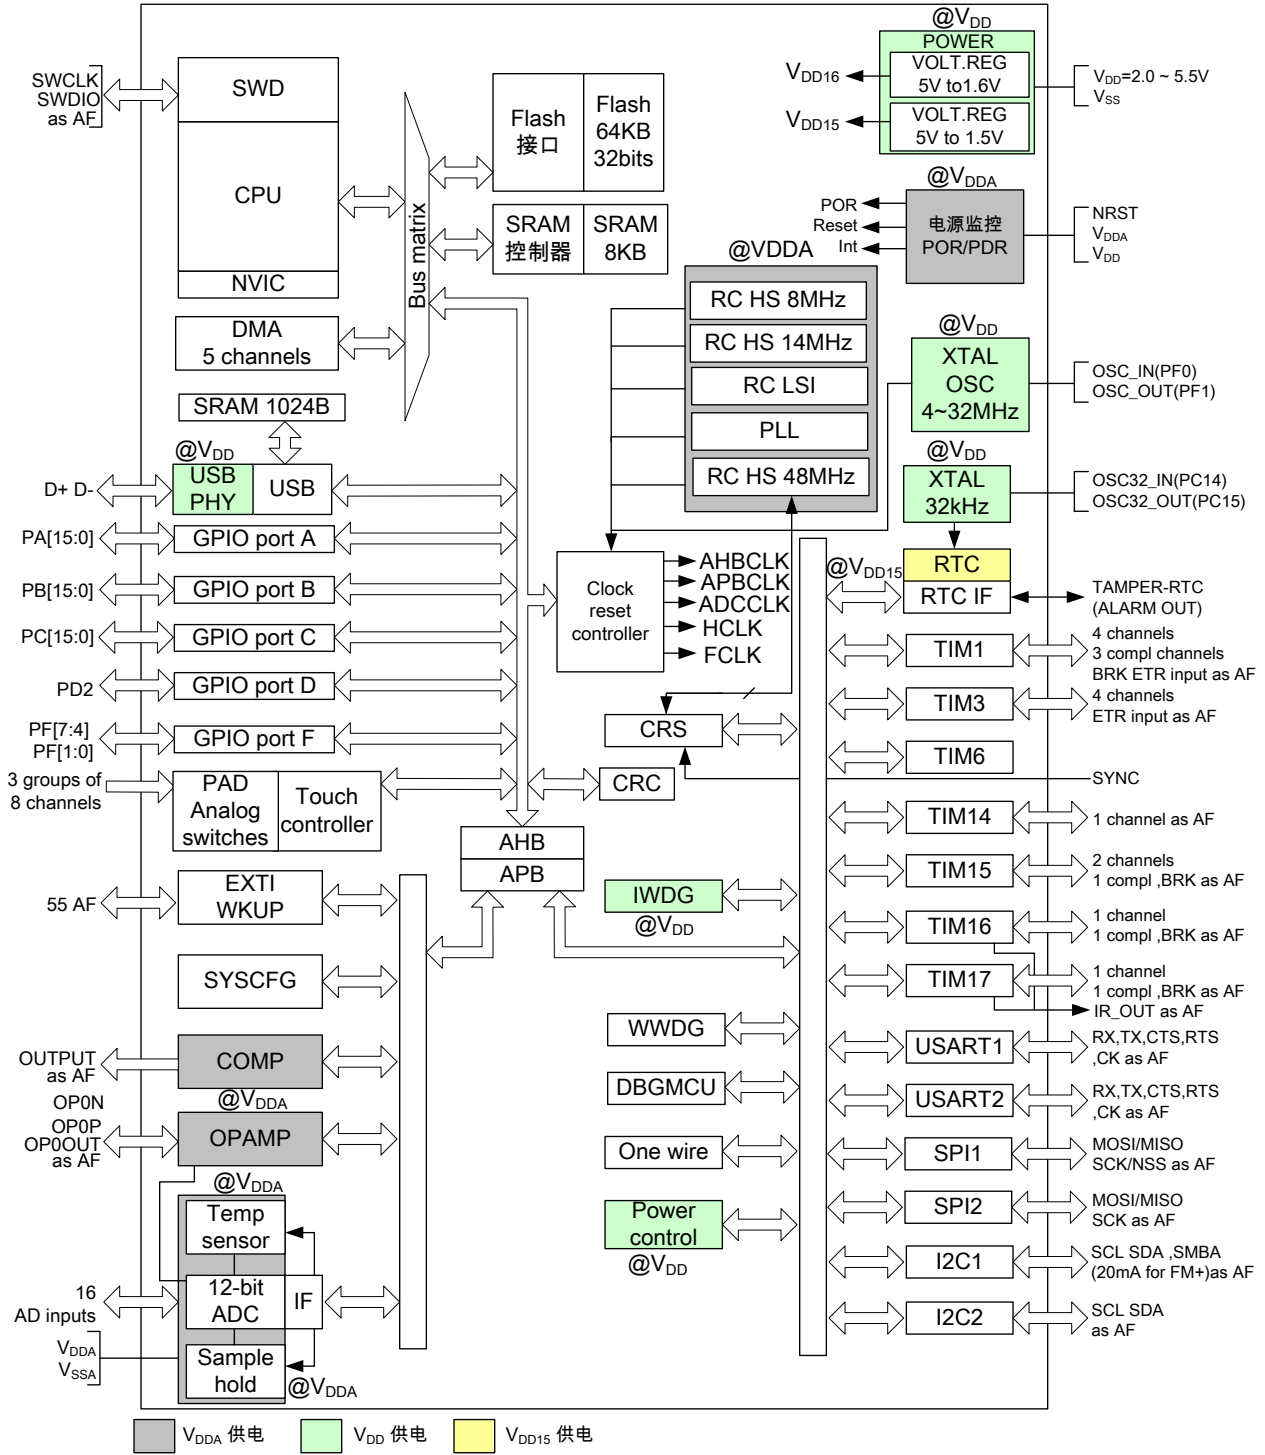 @VDD
POWER
VOLT.REG
5V to1.6V
VOLT.REG
5V to 1.5V
VDD16
VDD15
VDD=2.0 ~ 5.5V
VSS
SWCLK
SWDIO
as AF
SWD
CPU
NVIC
DMA
5 channels
Bus matrix
Flash
接口
Flash
64KB
32bits
SRAM
控制器
SRAM
8KB
@VDDA
POR
Reset
Int
电源监控
POR/PDR
NRST
VDDA
VDD
@VDDA
RC HS 8MHz
RC HS 14MHz
RC LSI
PLL
RC HS 48MHz
@VDD
XTAL
OSC
4~32MHz
OSC_IN(PF0)
OSC_OUT(PF1)
@VDD
XTAL
32kHz
OSC32_IN(PC14)
OSC32_OUT(PC15)
SRAM 1024B
@VDD
USB
PHY
USB
D+ D-
PA[15:0]
GPIO port A
PB[15:0]
GPIO port B
PC[15:0]
GPIO port C
PD2
GPIO port D
PF[7:4]
PF[1:0]
GPIO port F
3 groups of
8 channels
PAD
Analog
switches
Touch
controller
Clock
reset
controller
AHBCLK
APBCLK
ADCCLK
HCLK
FCLK
@VDD15
RTC
RTC IF
TAMPER-RTC
(ALARM OUT)
TIM1
4 channels
3 compl channels
BRK ETR input as AF
CRS
TIM3
4 channels
ETR input as AF
TIM6
CRC
SYNC
AHB
APB
TIM14
1 channel as AF
TIM15
2 channels
1 compl ,BRK as AF
55 AF
EXTI
WKUP
IWDG
@VDD
TIM16
1 channel
1 compl ,BRK as AF
SYSCFG
TIM17
1 channel
1 compl ,BRK as AF
IR_OUT as AF
WWDG
USART1
RX,TX,CTS,RTS
,CK as AF
OUTPUT
as AF
COMP
@VDDA
DBGMCU
USART2
RX,TX,CTS,RTS
,CK as AF
OP0N
OP0P
OP0OUT
as AF
OPAMP
@VDDA
One wire
SPI1
MOSI/MISO
SCK/NSS as AF
Temp
sensor
Power
control
@VDD
SPI2
MOSI/MISO
SCK as AF
16
AD inputs
12-bit
ADC
IF
I2C1
SCL SDA ,SMBA
(20mA for FM+)as AF
VDDA
VSSA
Sample
hold
@VDDA
I2C2
SCL SDA
as AF
VDDA 供电
VDD 供电
VDD15 供电